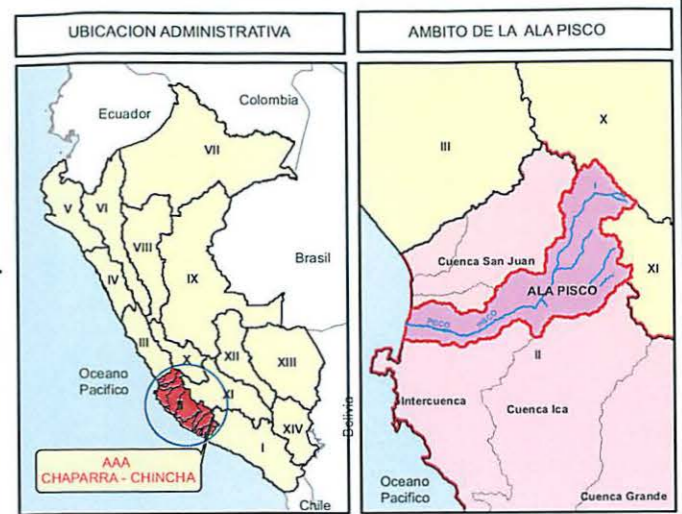 UBICACION ADMINISTRATIVA
Ecuador
Colombia
VII
V
VI
VIII
IV
IX
Brasil
III
X
XII
XIII
Oceano
Pacifico
XI
XIV
I
Bolivia
AAA
CHAPARRA - CHINCHA
Chile
AMBITO DE LA ALA PISCO
X
III
XI
Cuenca San Juan
ALA PISCO
PISCO
PISCO
II
Intercuenca
Cuenca Ica
Oceano
Pacifico
Cuenca Grande